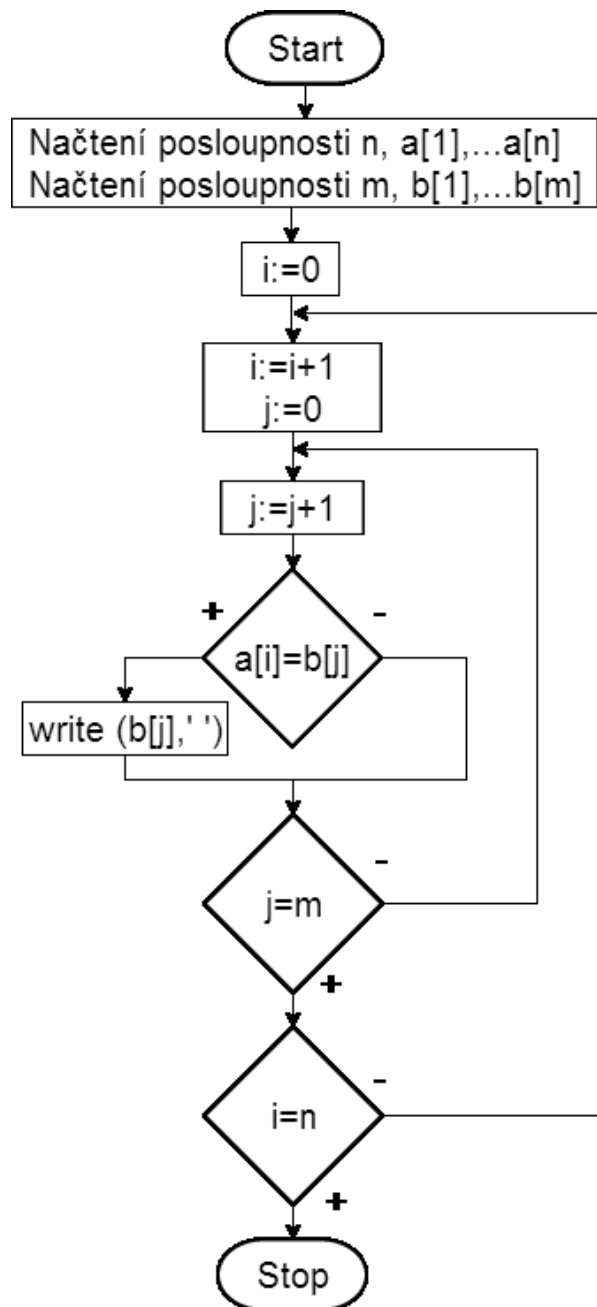 Start
Načtení posloupnosti n, a[1],...a[n]
Načtení posloupnosti m, b[1],...b[m]
i:=0
i:=i+1
j:=0
j:=j+1
+
-
a[i]=b[j]
write (b[j],' ')
-
j=m
+
-
i=n
+
Stop